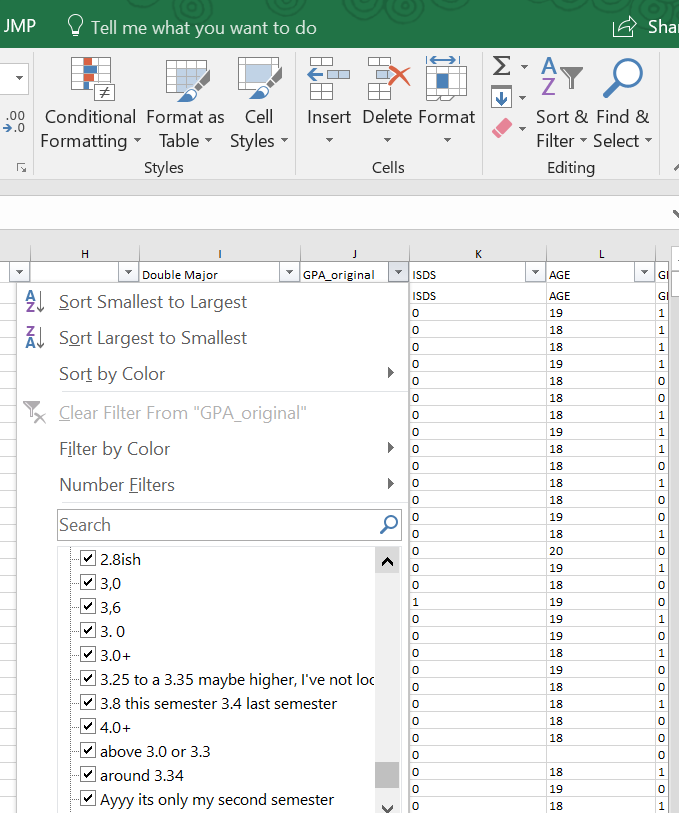 JMP Tell me what you want to do Sha
.00
.0
Conditional Formatting
Format as Table
Cell Styles
Insert Delete Format
Sort & Filter
Find & Select
Styles Cells Editing
H I J K L
Double Major GPA_original ISDS AGE
Sort Smallest to Largest
Sort Largest to Smallest
Sort by Color
Clear Filter From "GPA_original"
Filter by Color
Number Filters
Search
2.8ish
3,0
3,6
3. 0
3.0+
3.25 to a 3.35 maybe higher, I've not loc
3.8 this semester 3.4 last semester
4.0+
above 3.0 or 3.3
around 3.34
Ayyy its only my second semester
ISDS AGE
0 19 1
0 18 1
0 18 1
0 19 1
0 18 0
0 18 0
0 18 1
0 19 1
0 18 1
0 18 0
0 18 1
0 18 0
0 19 0
0 18 1
0 20 0
0 19 1
0 18 0
1 19 0
0 19 1
0 19 0
0 18 1
0 19 0
0 18 0
0 18 1
0 18 0
0 18 0
0 0
0 18 1
0 19 0
0 18 1